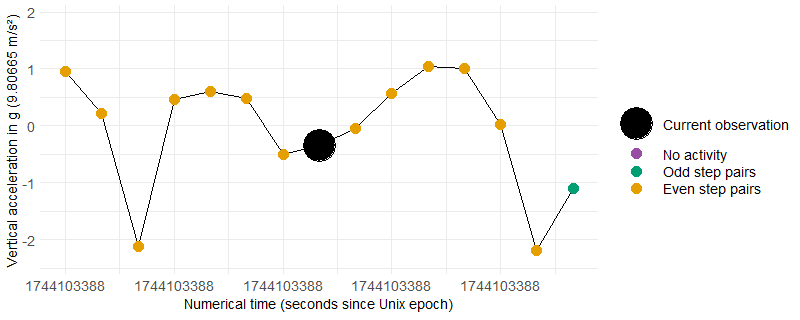 Vertical acceleration in g (9.80665 m/s²)
2
1
0
-1
-2
1744103388 1744103388 1744103388 1744103388 1744103388
Numerical time (seconds since Unix epoch)
Current observation
No activity
Odd step pairs
Even step pairs